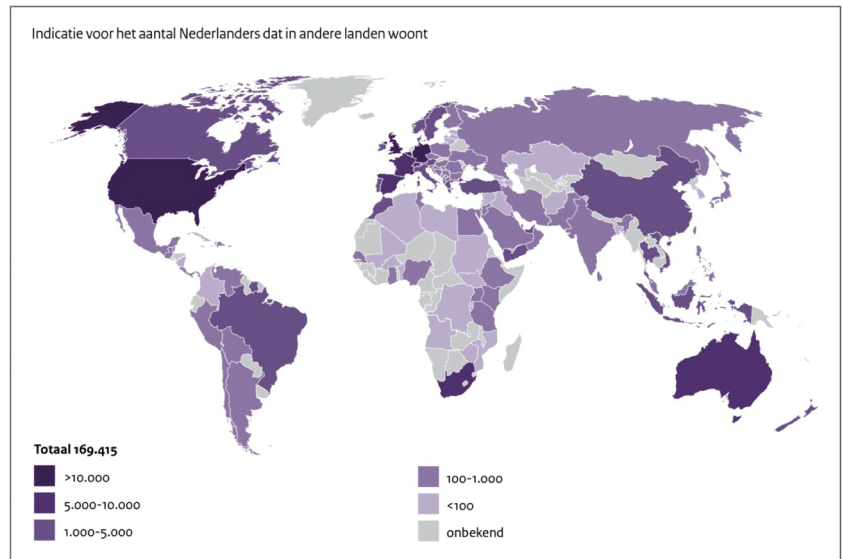 Indicatie voor het aantal Nederlanders dat in andere landen woont
Totaal 169.415
>10.000
5.000-10.000
1.000-5.000
100-1.000
<100
onbekend